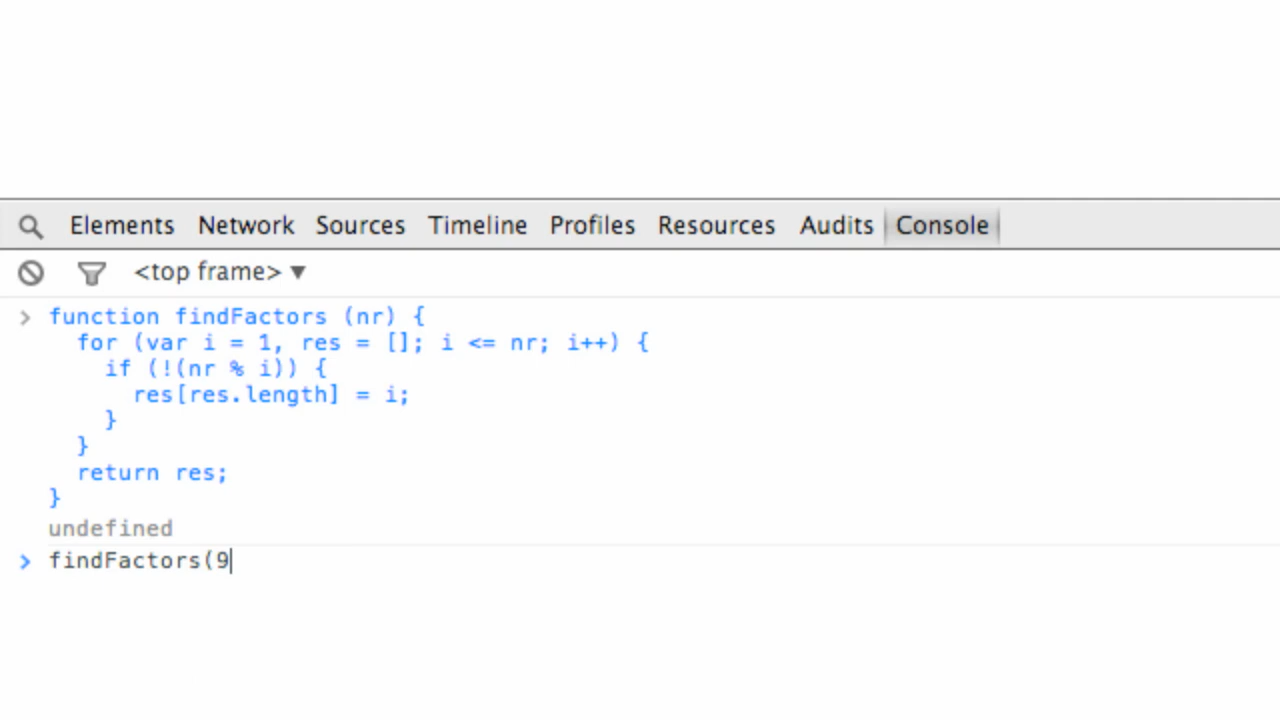 Elements Network Sources Timeline Profiles Resources Audits Console
<top frame> ▼
> function findFactors (nr) {
for (var i = 1, res = []; i <= nr; i++) {
if (!(nr % i)) {
res[res.length] = i;
}
}
return res;
}
undefined
> findFactors(9